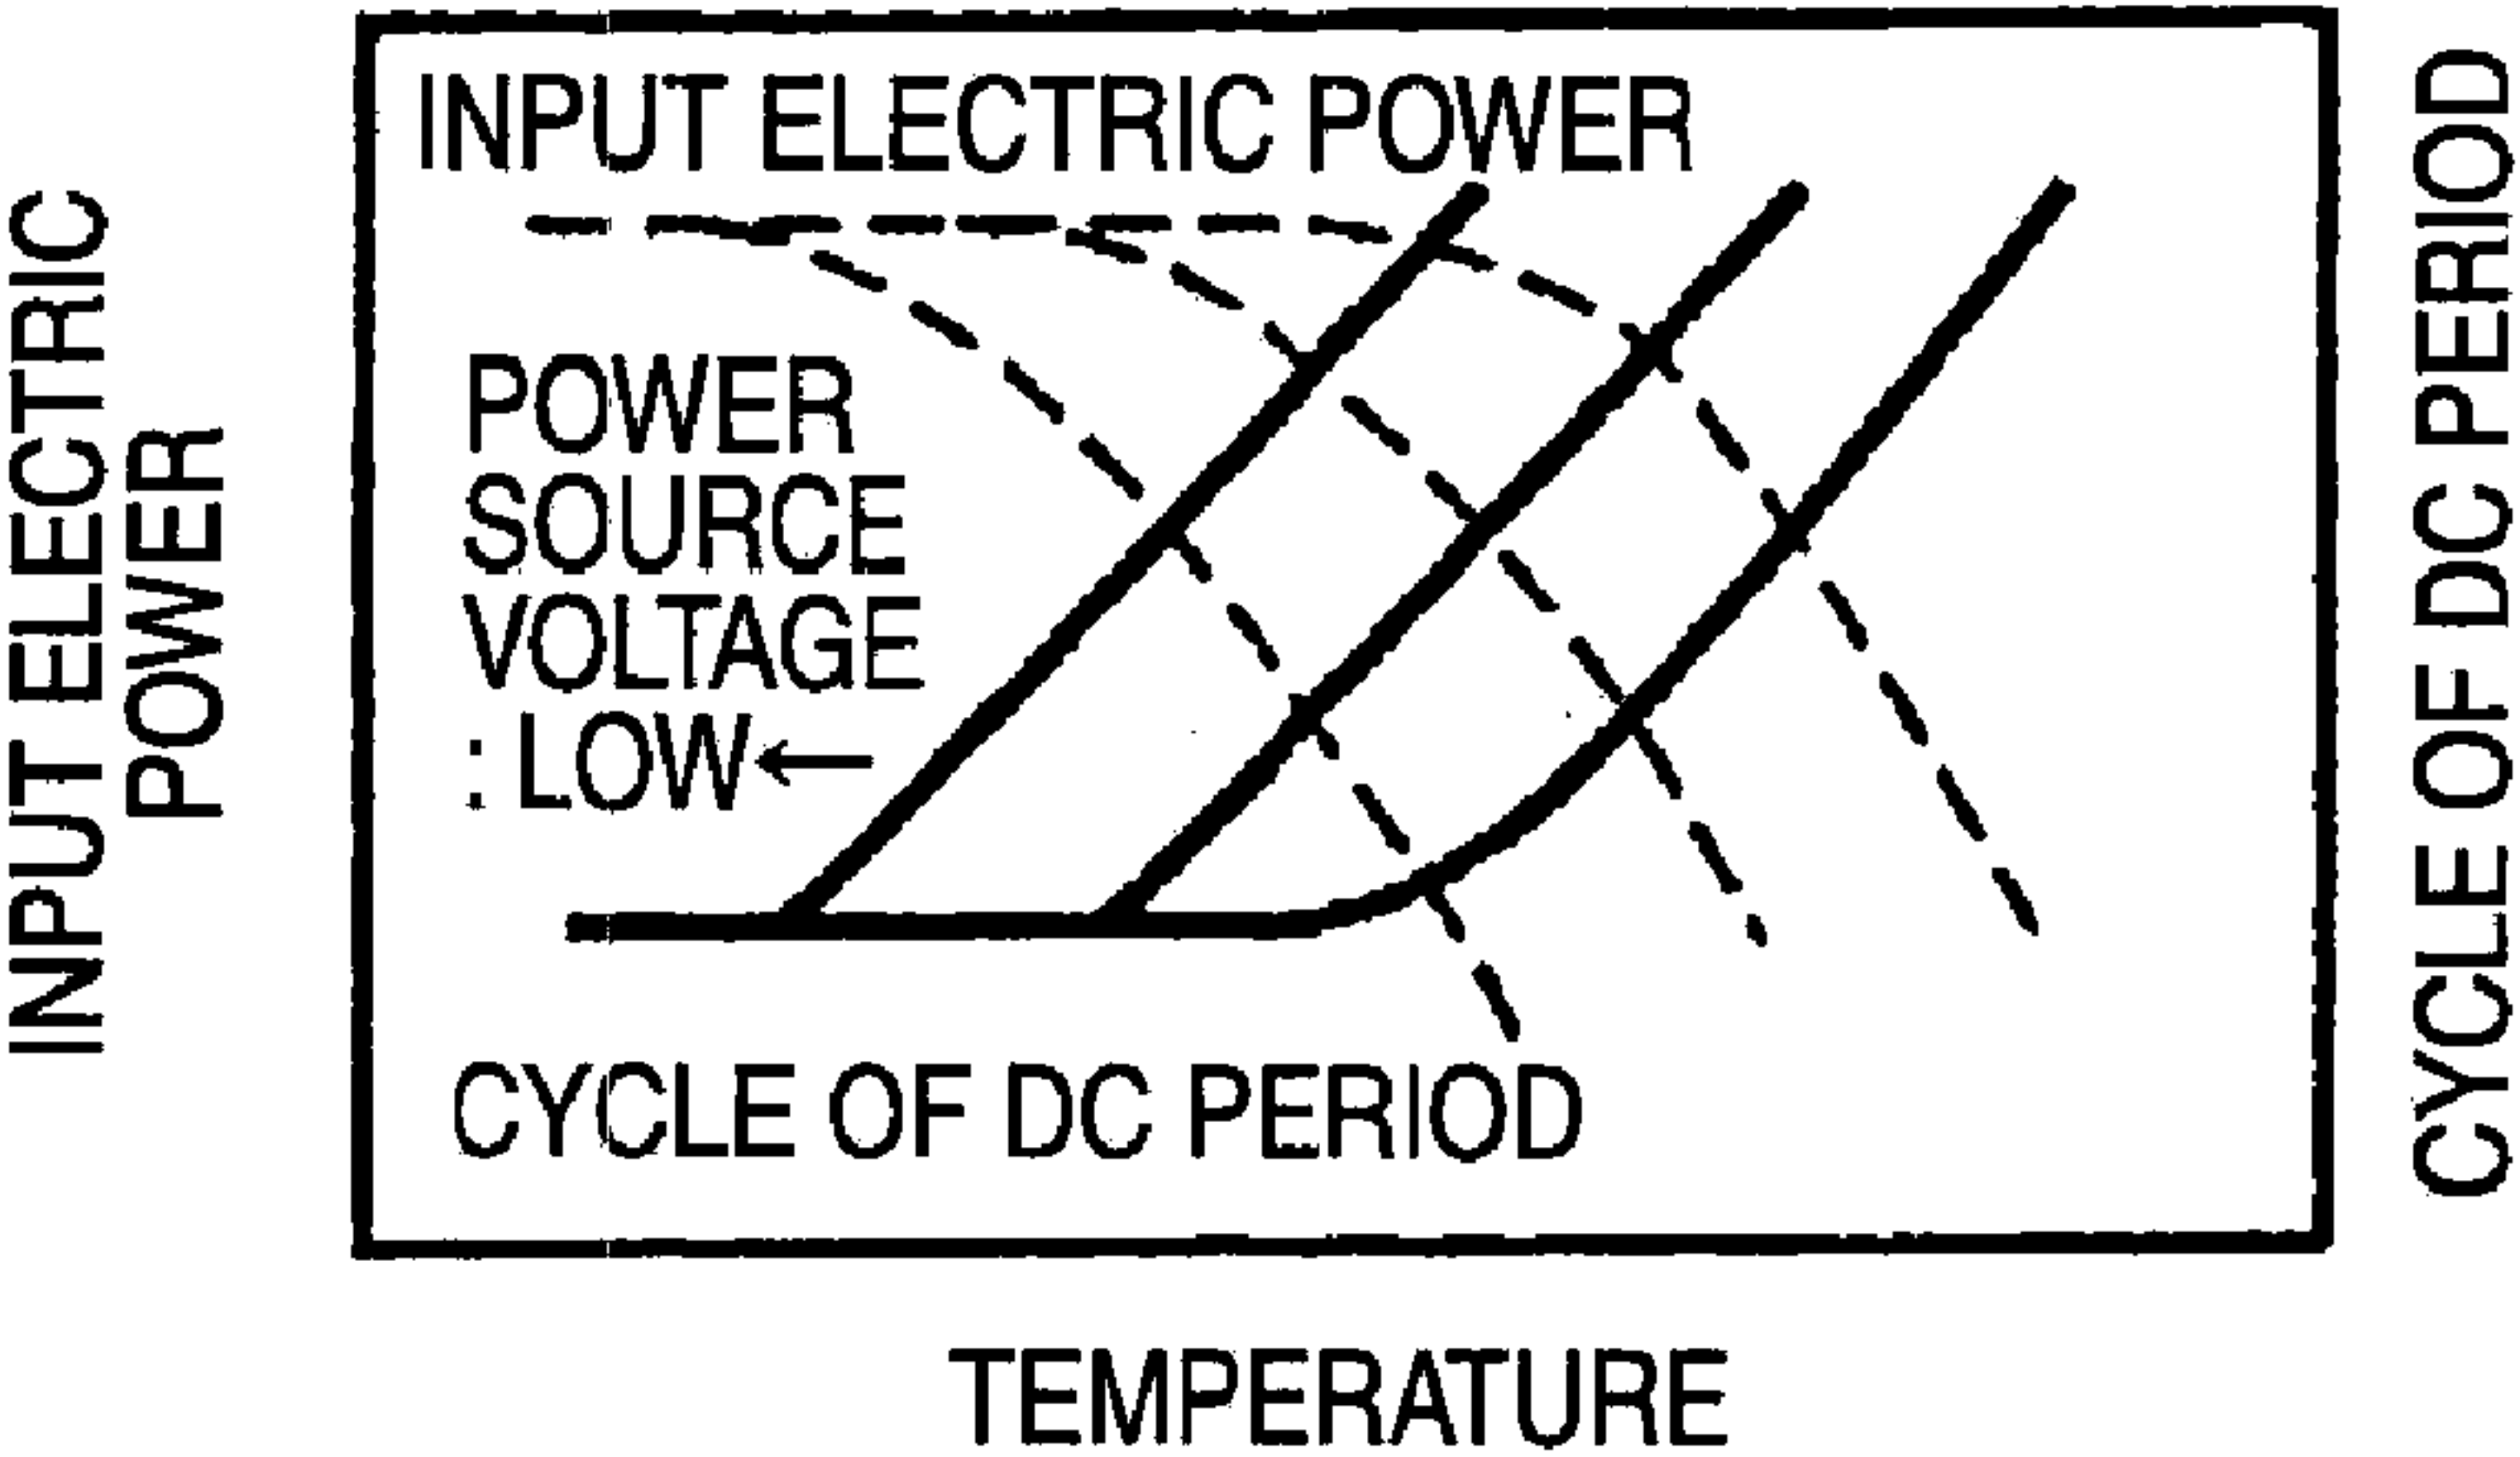 INPUT ELECTRIC
POWER
INPUT ELECTRIC POWER
POWER
SOURCE
VOLTAGE
: LOW ←
CYCLE OF DC PERIOD
CYCLE OF DC PERIOD
TEMPERATURE